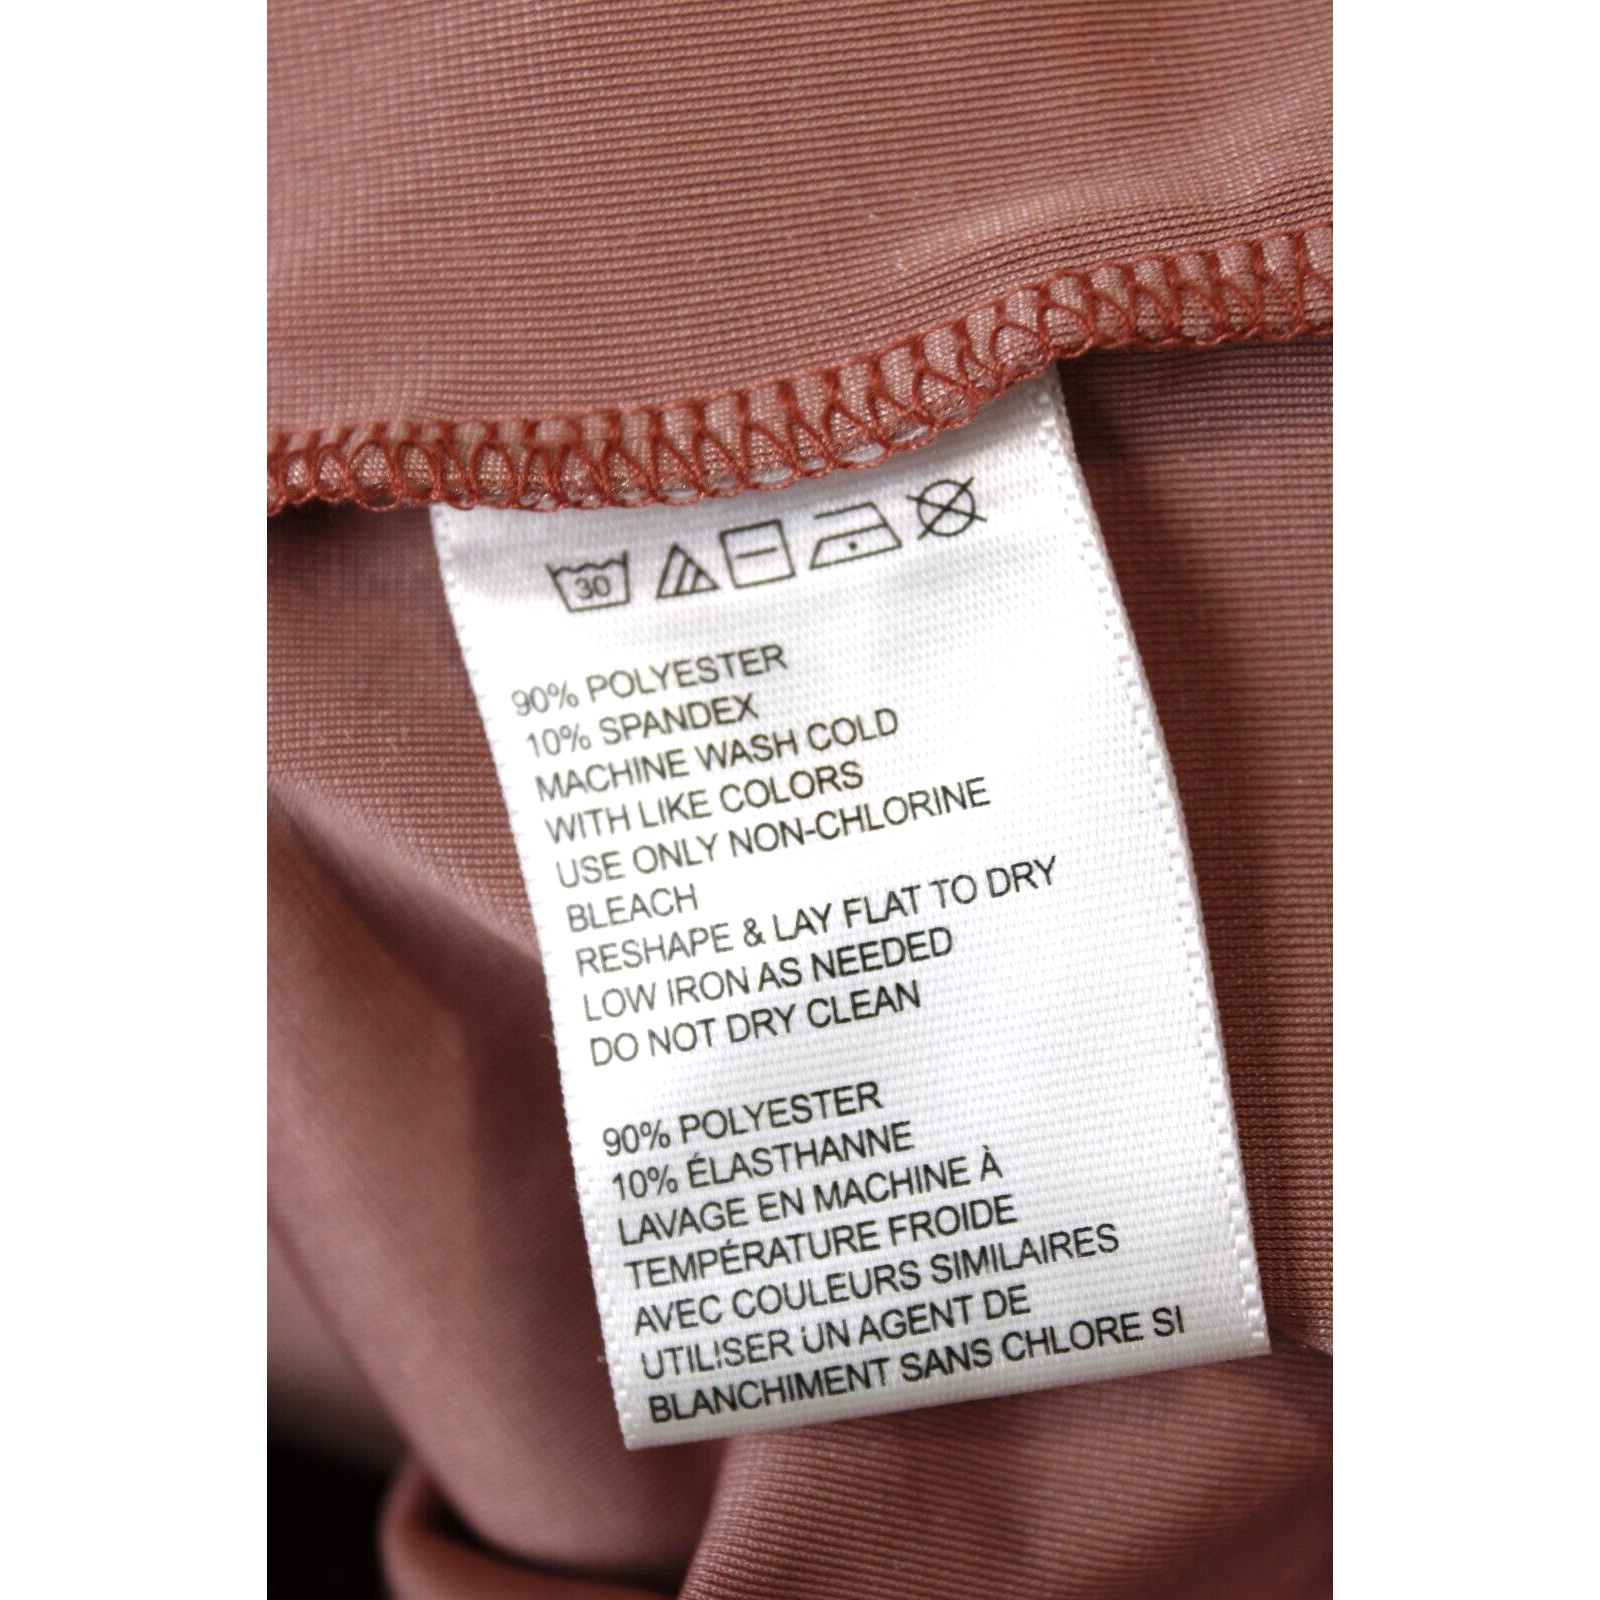 30
90% POLYESTER
10% SPANDEX
MACHINE WASH COLD
WITH LIKE COLORS
USE ONLY NON-CHLORINE
BLEACH
RESHAPE & LAY FLAT TO DRY
LOW IRON AS NEEDED
DO NOT DRY CLEAN
90% POLYESTER
10% ÉLASTHANNE
LAVAGE EN MACHINE À
TEMPÉRATURE FROIDE
AVEC COULEURS SIMILAIRES
UTILISER UN AGENT DE
BLANCHIMENT SANS CHLORE SI